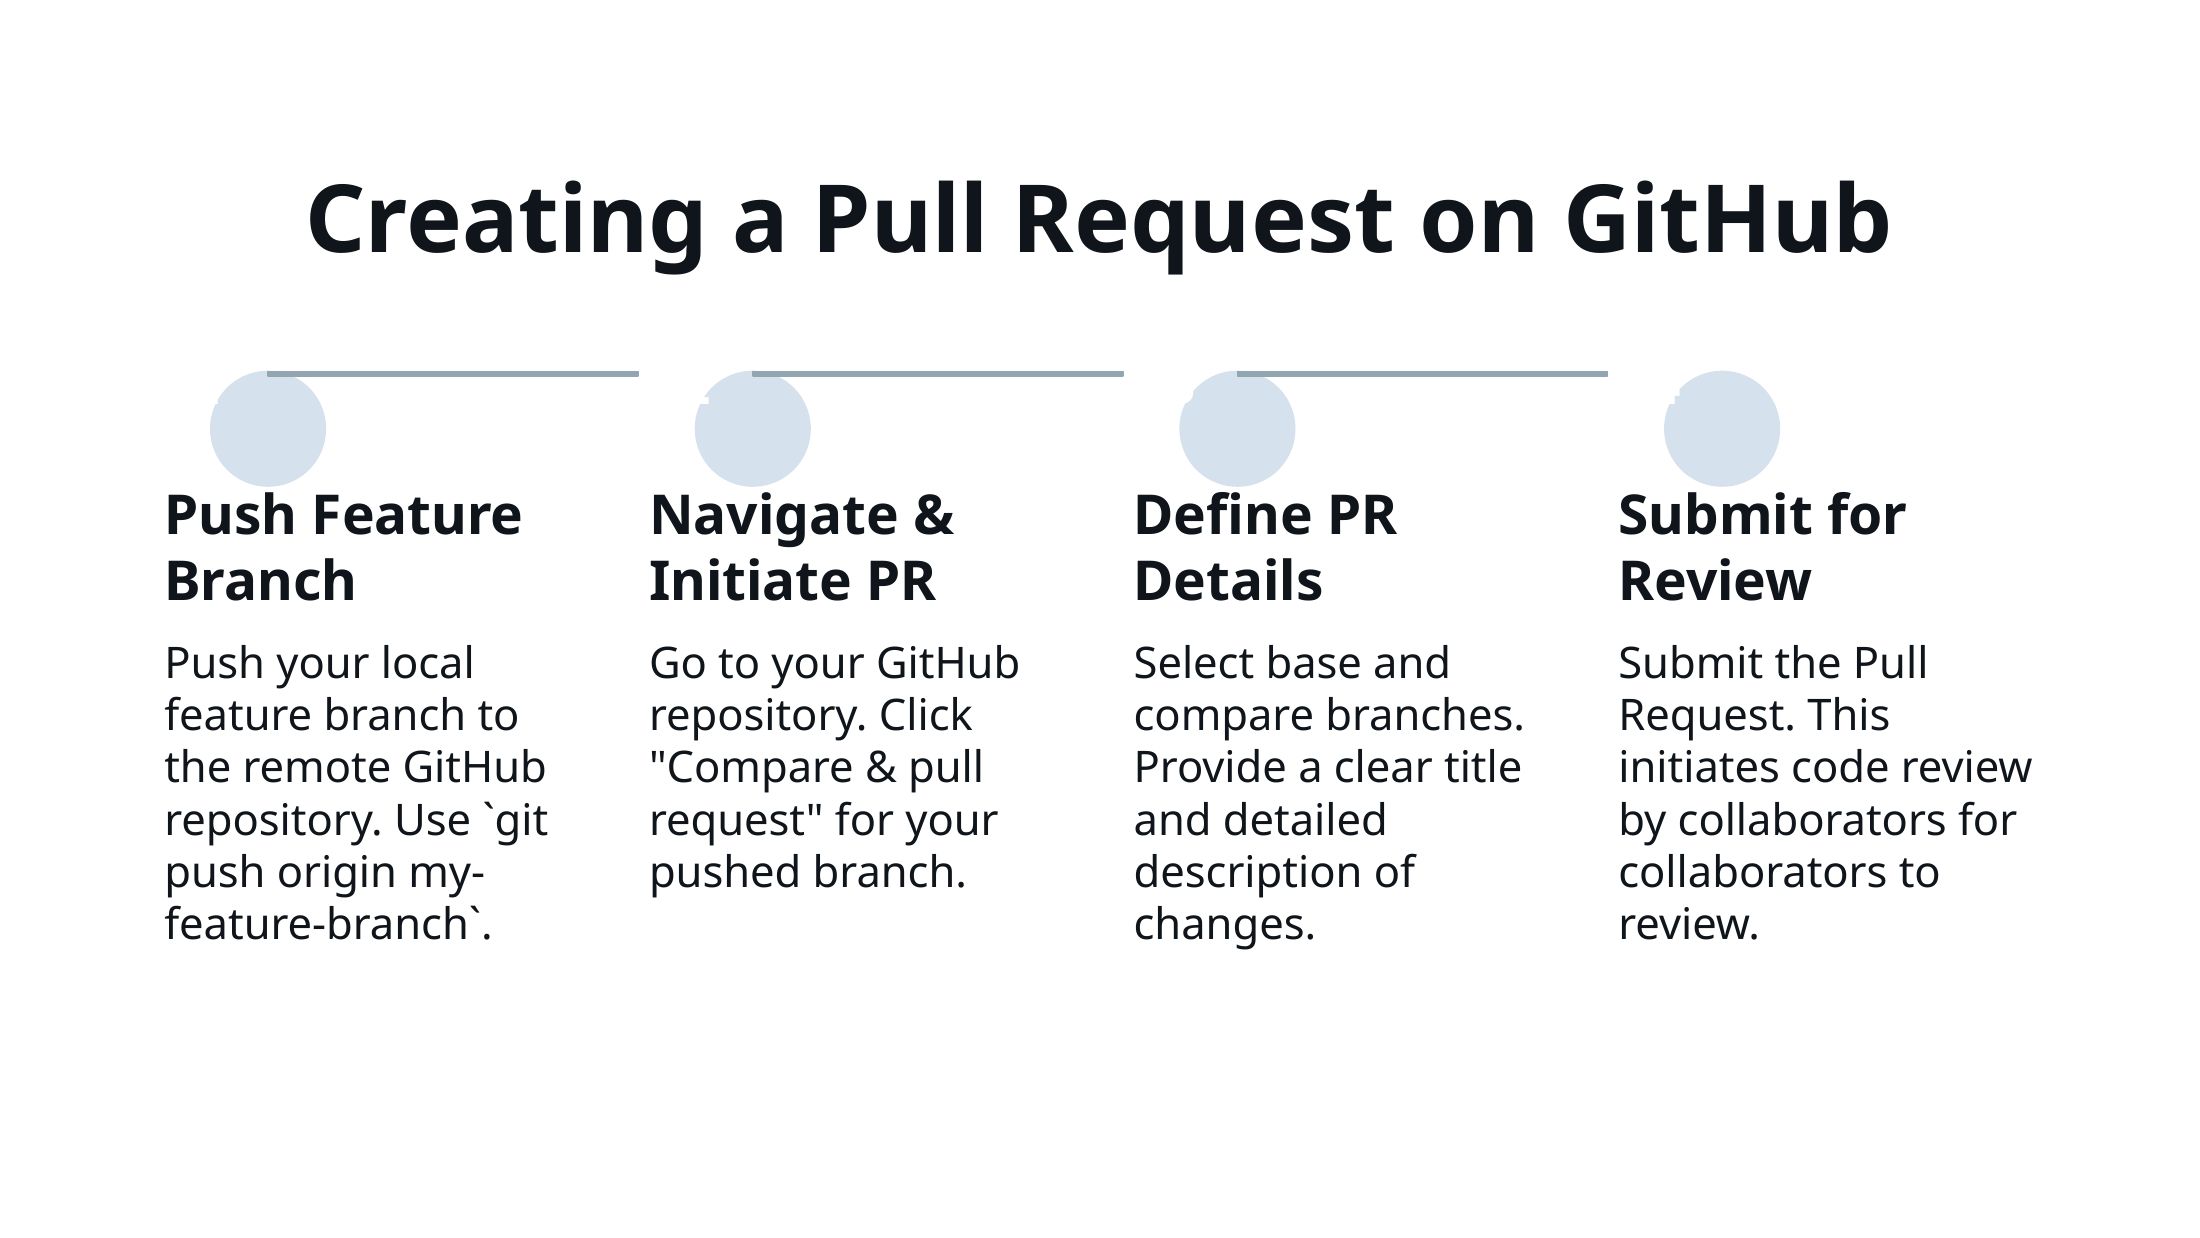 Creating a Pull Request on GitHub
Push Feature
Branch
Push your local
feature branch to
the remote GitHub
repository. Use `git
push origin my-
feature-branch`.
Navigate &
Initiate PR
Go to your GitHub
repository. Click
"Compare & pull
request" for your
pushed branch.
Define PR
Details
Select base and
compare branches.
Provide a clear title
and detailed
description of
changes.
Submit for
Review
Submit the Pull
Request. This
initiates code review
by collaborators for
collaborators to
review.